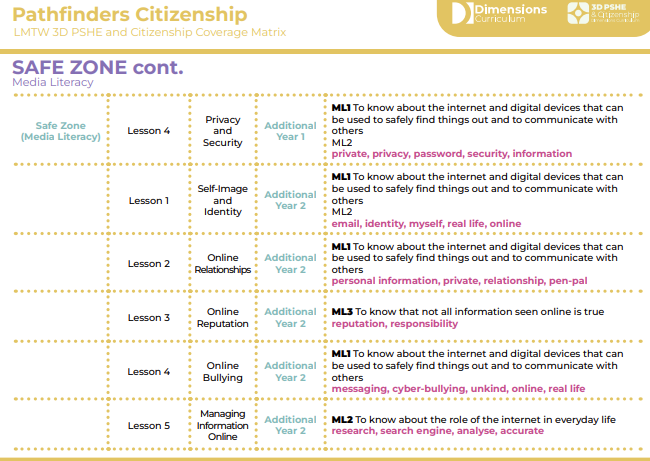 Pathfinders Citizenship
LMTW 3D PSHE and Citizenship Coverage Matrix
Dimensions
Curriculum
3D PSHE
& Citizenship
SAFE ZONE cont.
Media Literacy
Safe Zone
(Media Literacy)
Lesson 4
Privacy
and
Security
Additional
Year 1
ML1 To know about the internet and digital devices that can
be used to safely find things out and to communicate with
others
ML2
private, privacy, password, security, information
Lesson 1
Self-Image
and
Identity
Additional
Year 2
ML1 To know about the internet and digital devices that can
be used to safely find things out and to communicate with
others
ML2
email, identity, myself, real life, online
Lesson 2
Online
Relationships
Additional
Year 2
ML1 To know about the internet and digital devices that can
be used to safely find things out and to communicate with
others
personal information, private, relationship, pen-pal
Lesson 3
Online
Reputation
Additional
Year 2
ML3 To know that not all information seen online is true
reputation, responsibility
Lesson 4
Online
Bullying
Additional
Year 2
ML1 To know about the internet and digital devices that can
be used to safely find things out and to communicate with
others
messaging, cyber-bullying, unkind, online, real life
Lesson 5
Managing
Information
Online
Additional
Year 2
ML2 To know about the role of the internet in everyday life
research, search engine, analyse, accurate